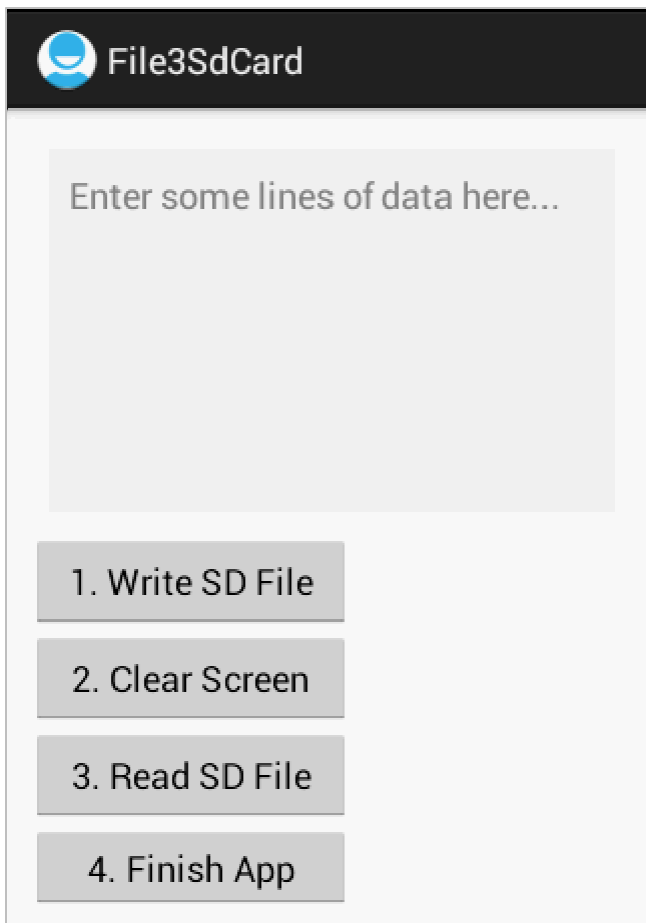 File3SdCard
Enter some lines of data here...
1. Write SD File
2. Clear Screen
3. Read SD File
4. Finish App